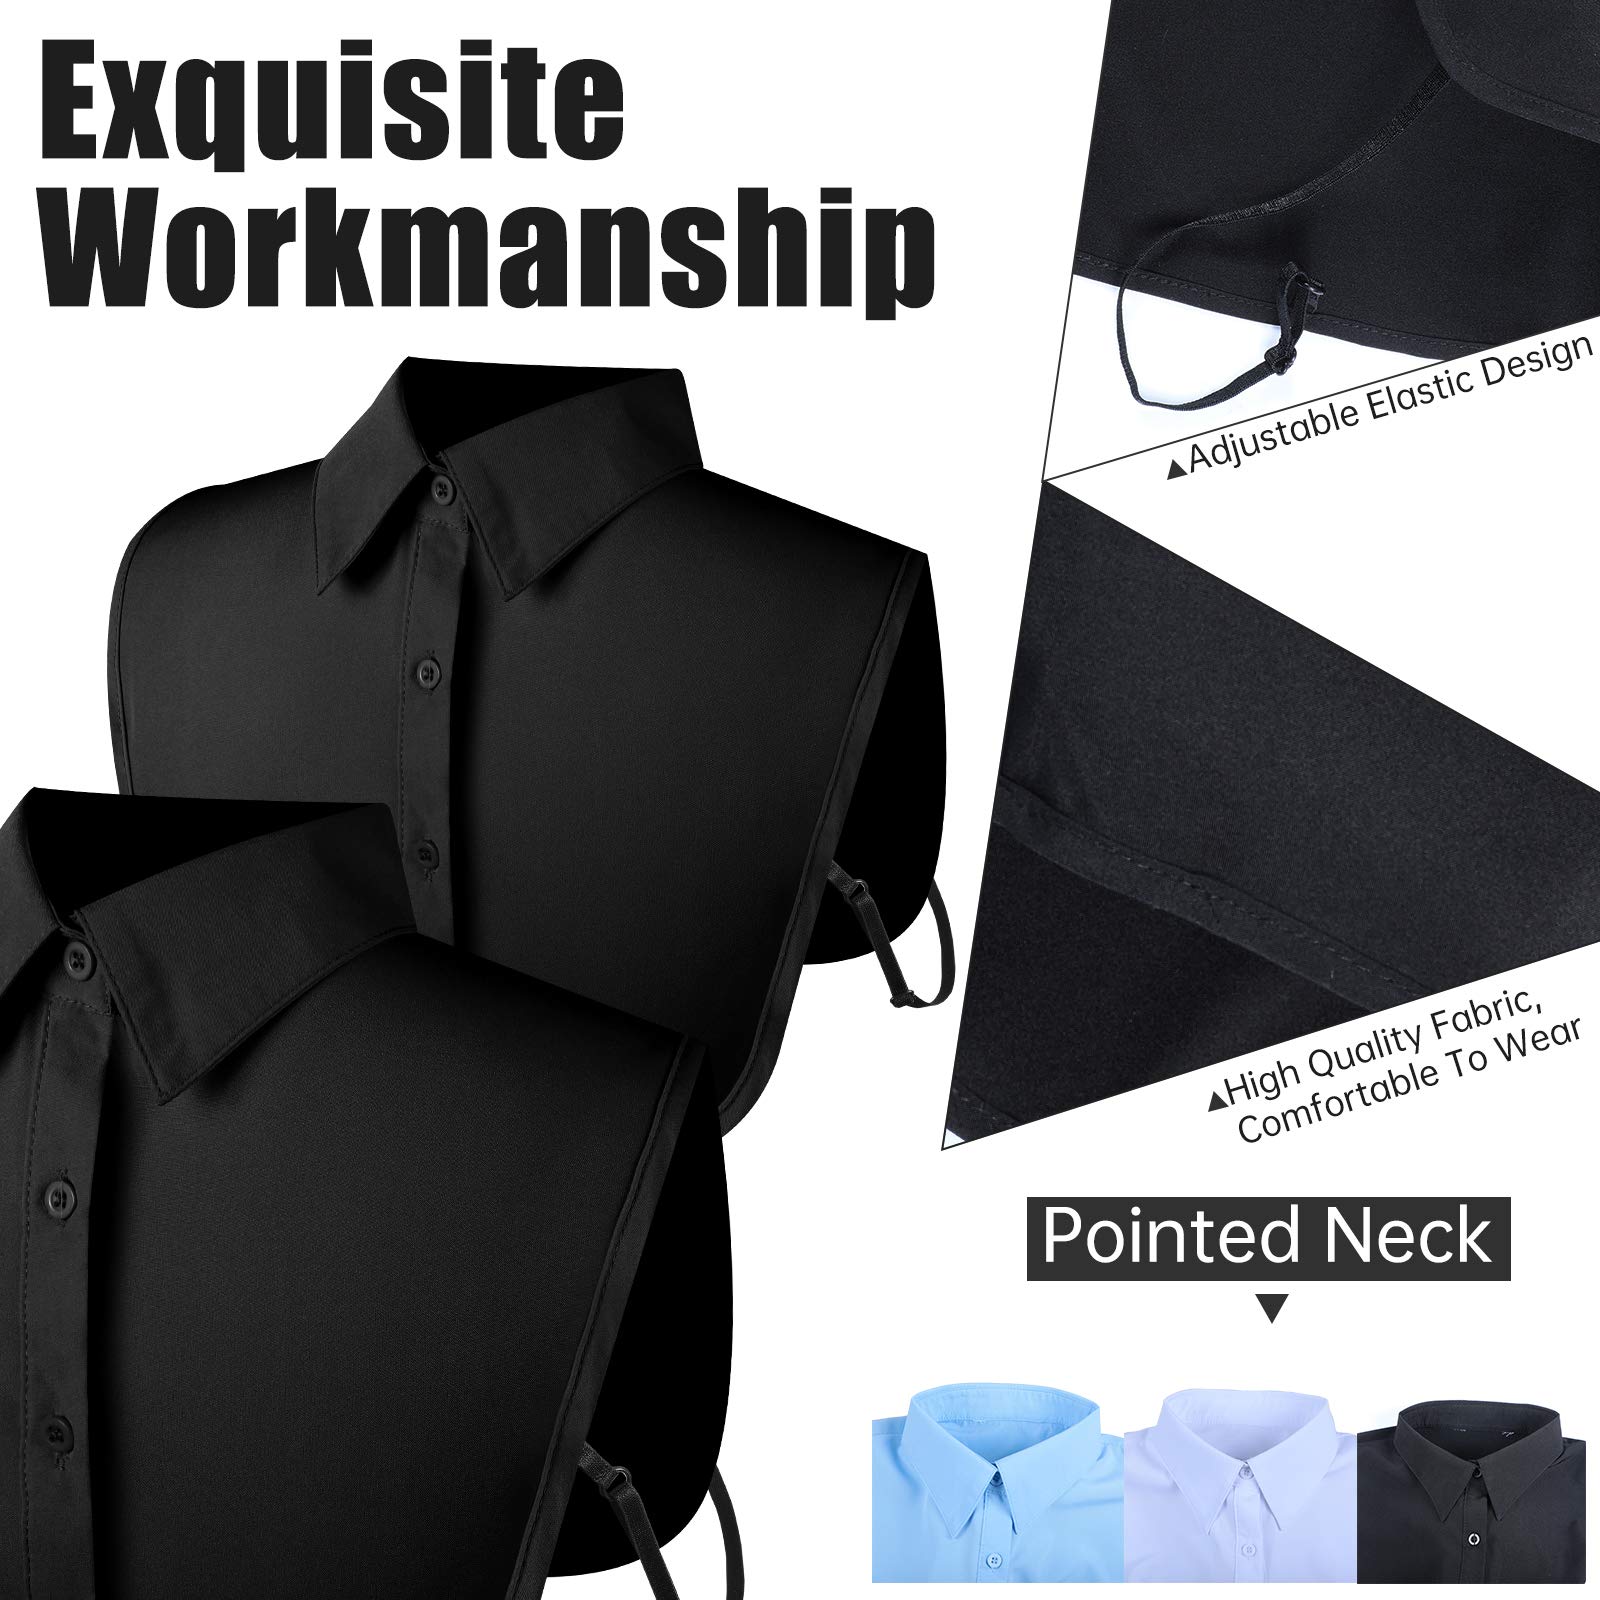 Exquisite
Workmanship
▲Adjustable Elastic Design
▲High Quality Fabric,
Comfortable To Wear
Pointed Neck